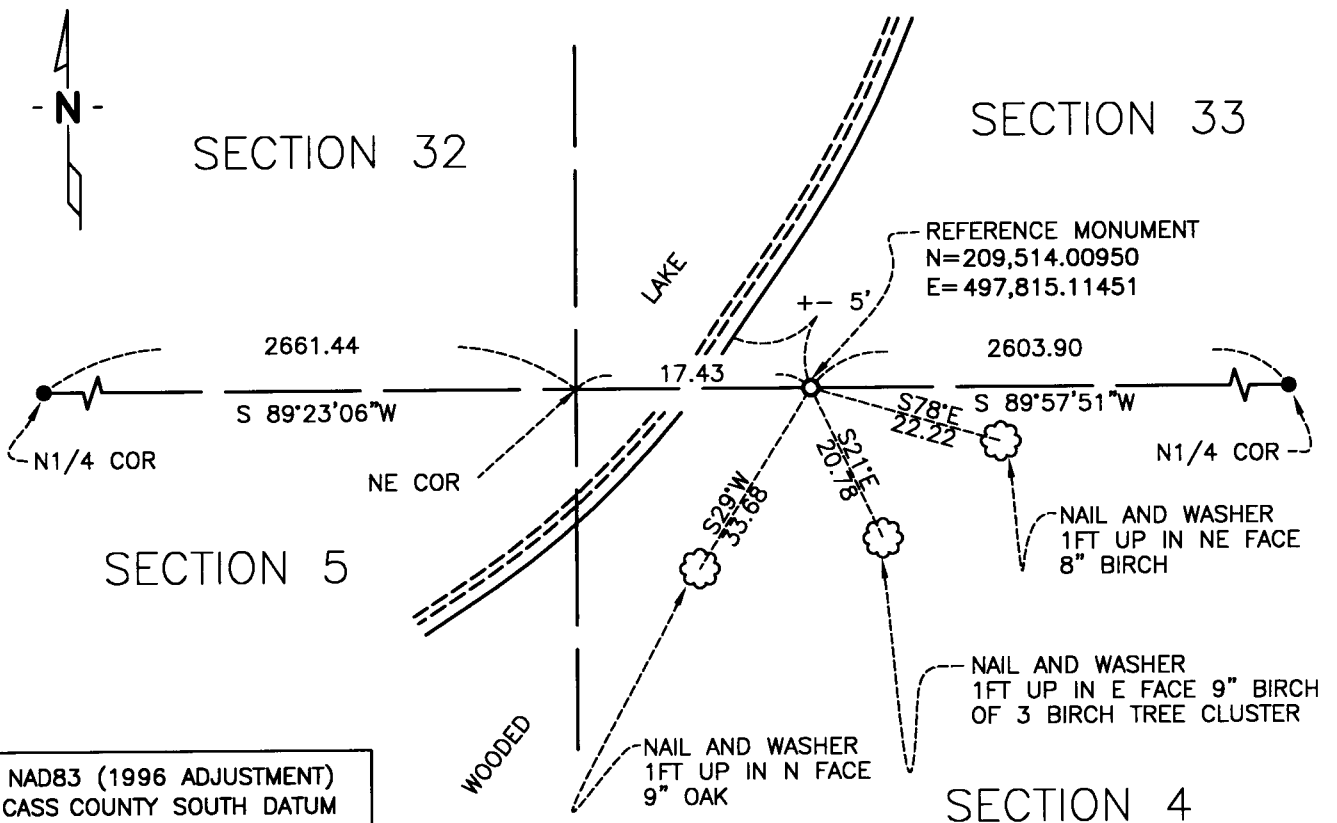 - N -
SECTION 32
SECTION 33
REFERENCE MONUMENT
N=209,514.00950
E=497,815.11451
LAKE
+- 5'
2661.44
17.43
2603.90
S 89°23'06"W
S78°E
22.22
S 89°57'51"W
N1/4 COR
NE COR
S29°W
33.68
S21°E
20.78
N1/4 COR
NAIL AND WASHER
1FT UP IN NE FACE
8" BIRCH
SECTION 5
NAIL AND WASHER
1FT UP IN E FACE 9" BIRCH
OF 3 BIRCH TREE CLUSTER
WOODED
NAIL AND WASHER
1FT UP IN N FACE
9" OAK
NAD83 (1996 ADJUSTMENT)
CASS COUNTY SOUTH DATUM
SECTION 4